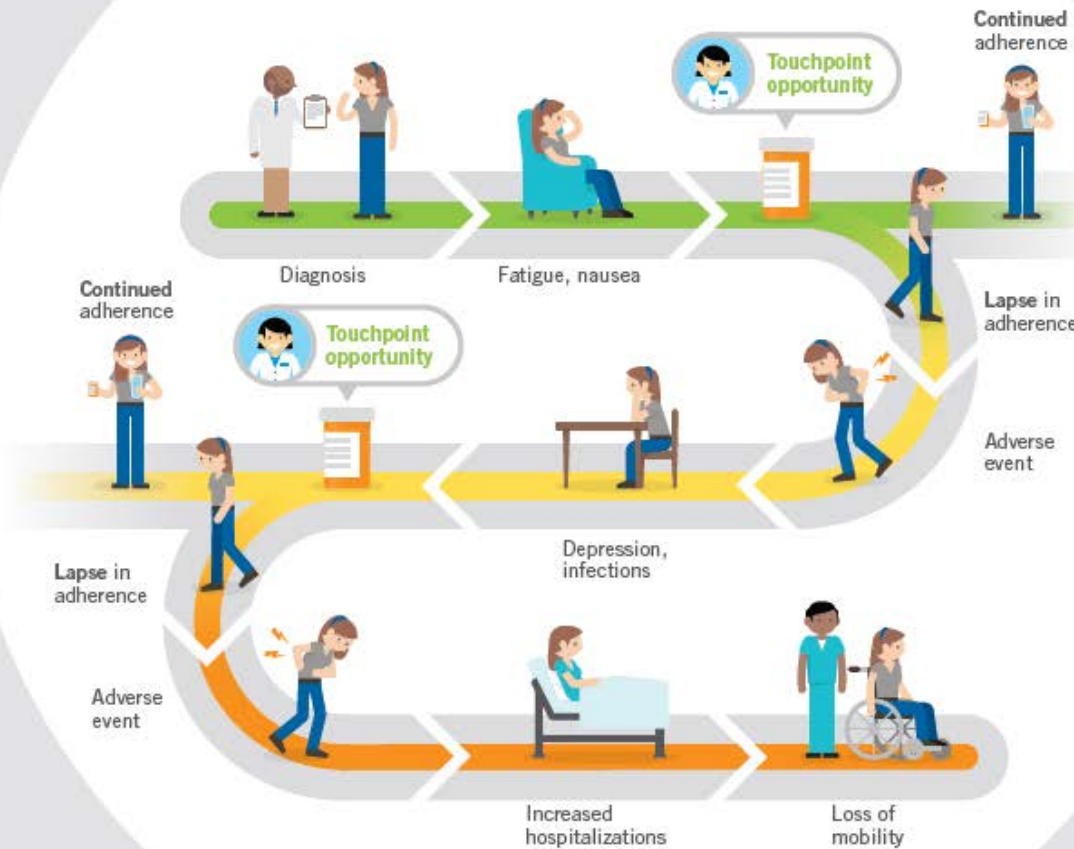 Continued
adherence
Touchpoint
opportunity
Diagnosis
Fatigue, nausea
Lapse in
adherence
Continued
adherence
Touchpoint
opportunity
Adverse
event
Depression,
infections
Lapse in
adherence
Adverse
event
Increased
hospitalizations
Loss of
mobility